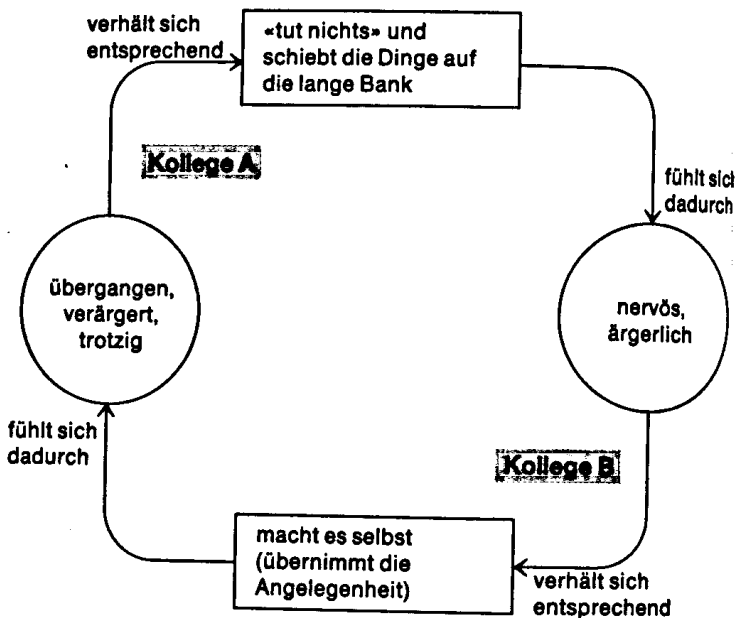 verhält sich
entsprechend
«tut nichts» und
schiebt die Dinge auf
die lange Bank
Kollege A
fühlt sich
dadurch
übergangen,
verärgert,
trotzig
nervös,
ärgerlich
fühlt sich
dadurch
Kollege B
macht es selbst
(übernimmt die
Angelegenheit)
verhält sich
entsprechend